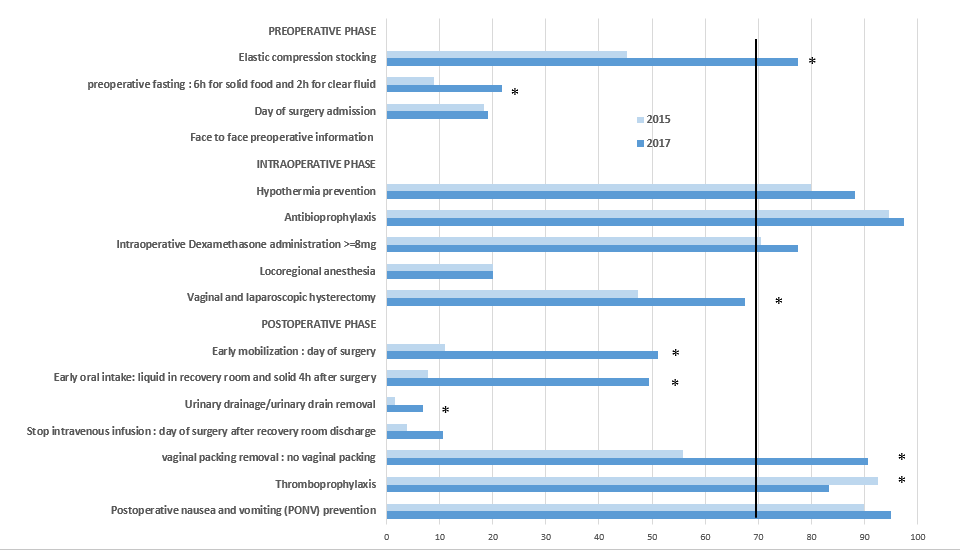 PREOPERATIVE PHASE
Elastic compression stocking
*
preoperative fasting : 6h for solid food and 2h for clear fluid
*
Day of surgery admission
2015
Face to face preoperative information
2017
INTRAOPERATIVE PHASE
Hypothermia prevention
Antibioprophylaxis
Intraoperative Dexamethasone administration >=8mg
Locoregional anesthesia
Vaginal and laparoscopic hysterectomy
*
POSTOPERATIVE PHASE
Early mobilization : day of surgery
*
Early oral intake: liquid in recovery room and solid 4h after surgery
*
Urinary drainage/urinary drain removal
*
Stop intravenous infusion : day of surgery after recovery room discharge
vaginal packing removal : no vaginal packing
*
Thromboprophylaxis
*
Postoperative nausea and vomiting (PONV) prevention
0 10 20 30 40 50 60 70 80 90 100